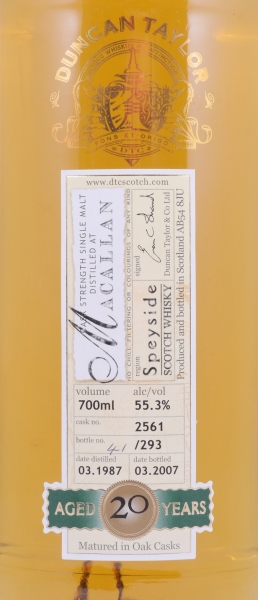 DUNCAN TAYLOR
www.dtcscotch.com
STRENGTH SINGLE MALT
DISTILLED AT
MACALLAN
NO CHILL FILTERING OR COLOURINGS OF ANY KIND
region
Speyside
SCOTCH WHISKY
signed
Duncan Taylor & Co Ltd
Produced and bottled in Scotland AB54 8JU
volume
700ml
alc/vol
55.3%
cask no.
2561
bottle no.
41
/293
date distilled
03.1987
date bottled
03.2007
AGED 20 YEARS
Matured in Oak Casks